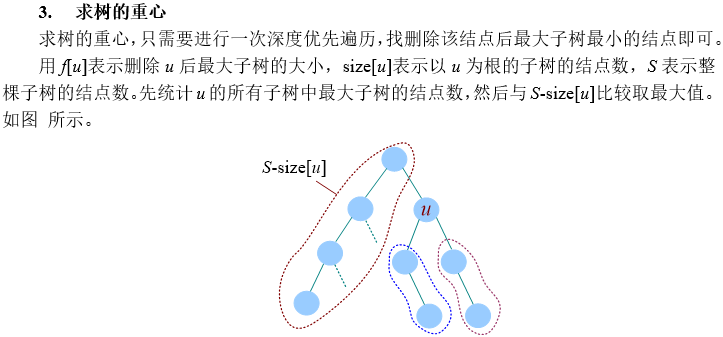 3. 求树的重心
求树的重心，只需要进行一次深度优先遍历，找删除该结点后最大子树最小的结点即可。
用 f[u]表示删除 u 后最大子树的大小，size[u]表示以 u 为根的子树的结点数，S 表示整
棵子树的结点数。先统计 u 的所有子树中最大子树的结点数，然后与 S-size[u]比较取最大值。
如图 所示。
S-size[u]
u